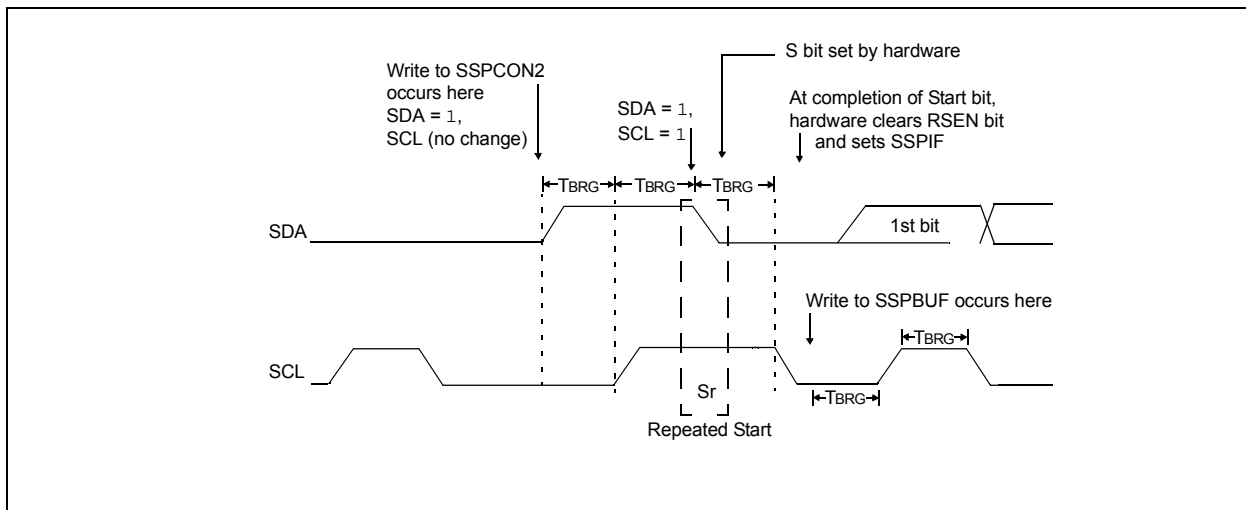 S bit set by hardware
Write to SSPCON2
occurs here
SDA = 1,
SCL (no change)
SDA = 1,
SCL = 1
At completion of Start bit,
hardware clears RSEN bit
and sets SSPIF
TBRG TBRG TBRG
SDA
1st bit
Write to SSPBUF occurs here
TBRG
SCL
Sr
TBRG
Repeated Start